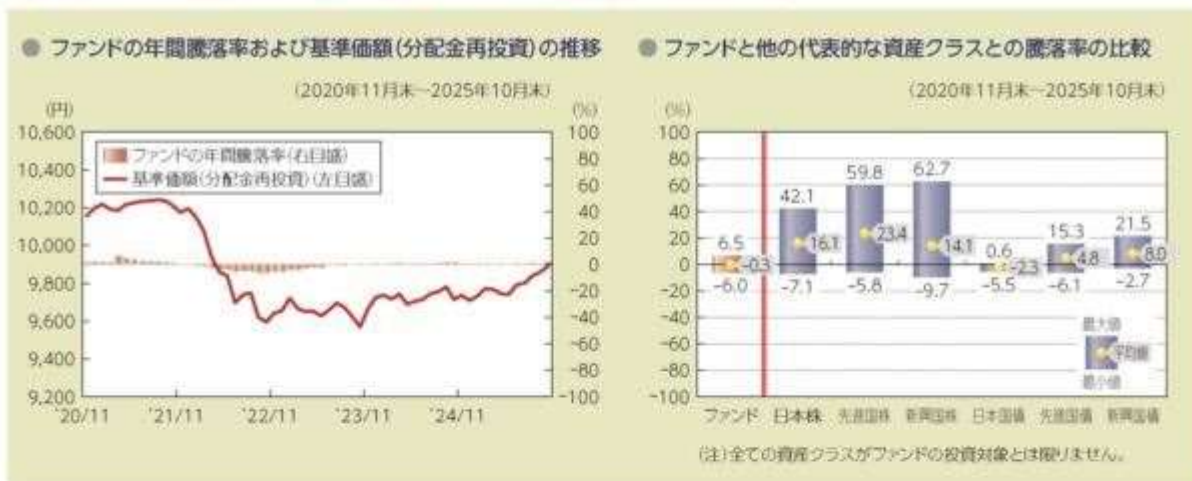 ● ファンドの年間騰落率および基準価額(分配金再投資)の推移
(2020年11月末~2025年10月末)
(円)
(%)
10,600
10,400
10,200
10,000
9,800
9,600
9,400
9,200
100
80
60
40
20
0
-20
-40
-60
-80
-100
ファンドの年間騰落率(右目盛)
基準価額(分配金再投資)(左目盛)
'20/11 '21/11 '22/11 '23/11 '24/11
● ファンドと他の代表的な資産クラスとの騰落率の比較
(2020年11月末~2025年10月末)
(%)
100
80
60
40
20
0
-20
-40
-60
-80
-100
6.5 42.1 59.8 62.7 0.6 15.3 21.5
-0.3 16.1 23.4 14.1 -2.3 4.8 8.0
-6.0 -7.1 -5.8 -9.7 -5.5 -6.1 -2.7
最大値
平均値
最小値
ファンド 日本株 先進国株 新興国株 日本国債 先進国債 新興国債
(注)全ての資産クラスがファンドの投資対象とは限りません。